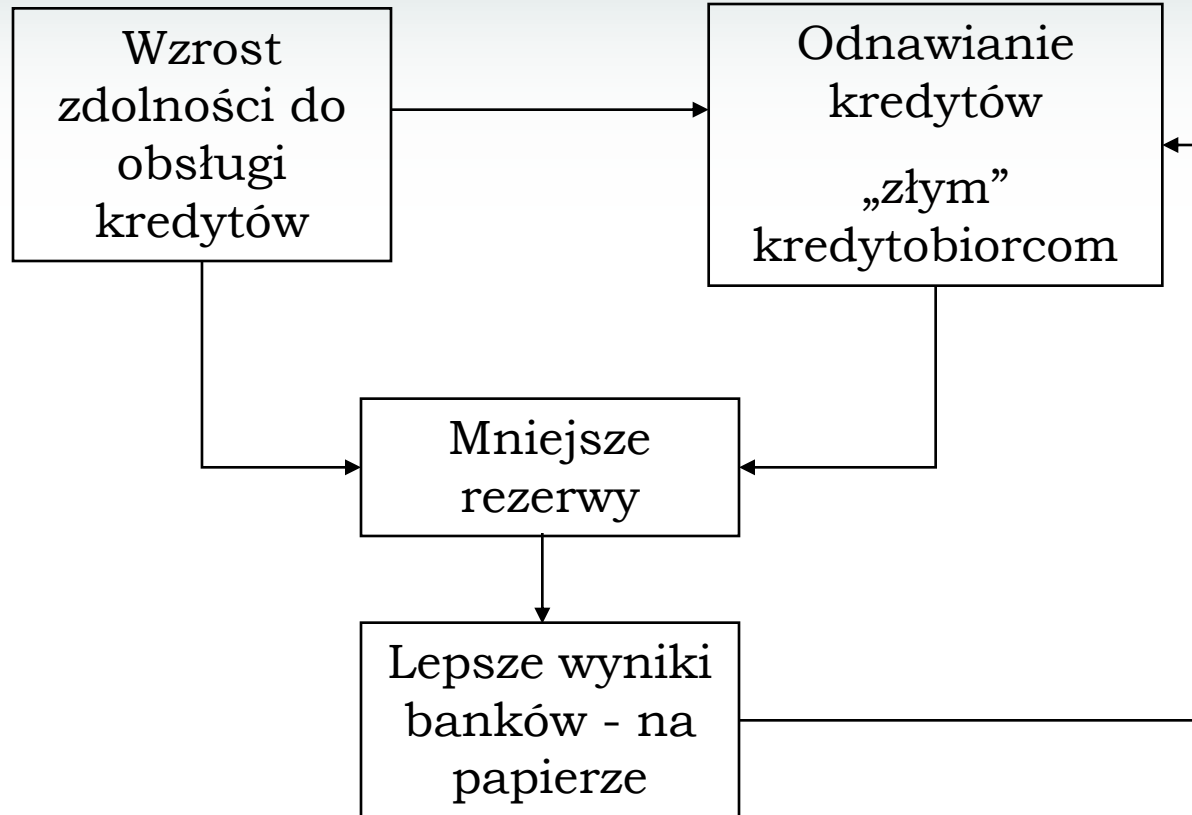 Wzrost
zdolności do
obsługi
kredytów
Odnawianie
kredytów
„złym”
kredytobiorcom
Mniejsze
rezerwy
Lepsze wyniki
banków - na
papierze